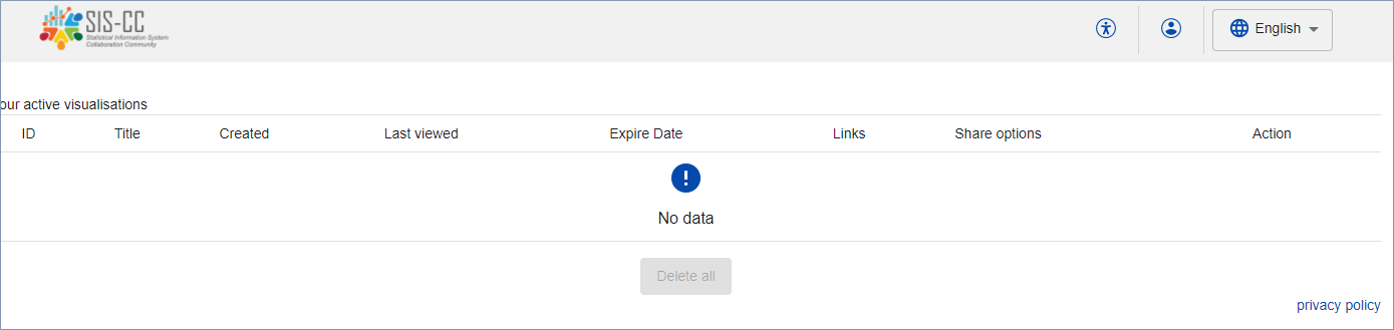 SIS-CC
Statistical Information System
Collaboration Community
English
our active visualisations
ID Title Created Last viewed Expire Date Links Share options Action
No data
Delete all
privacy policy